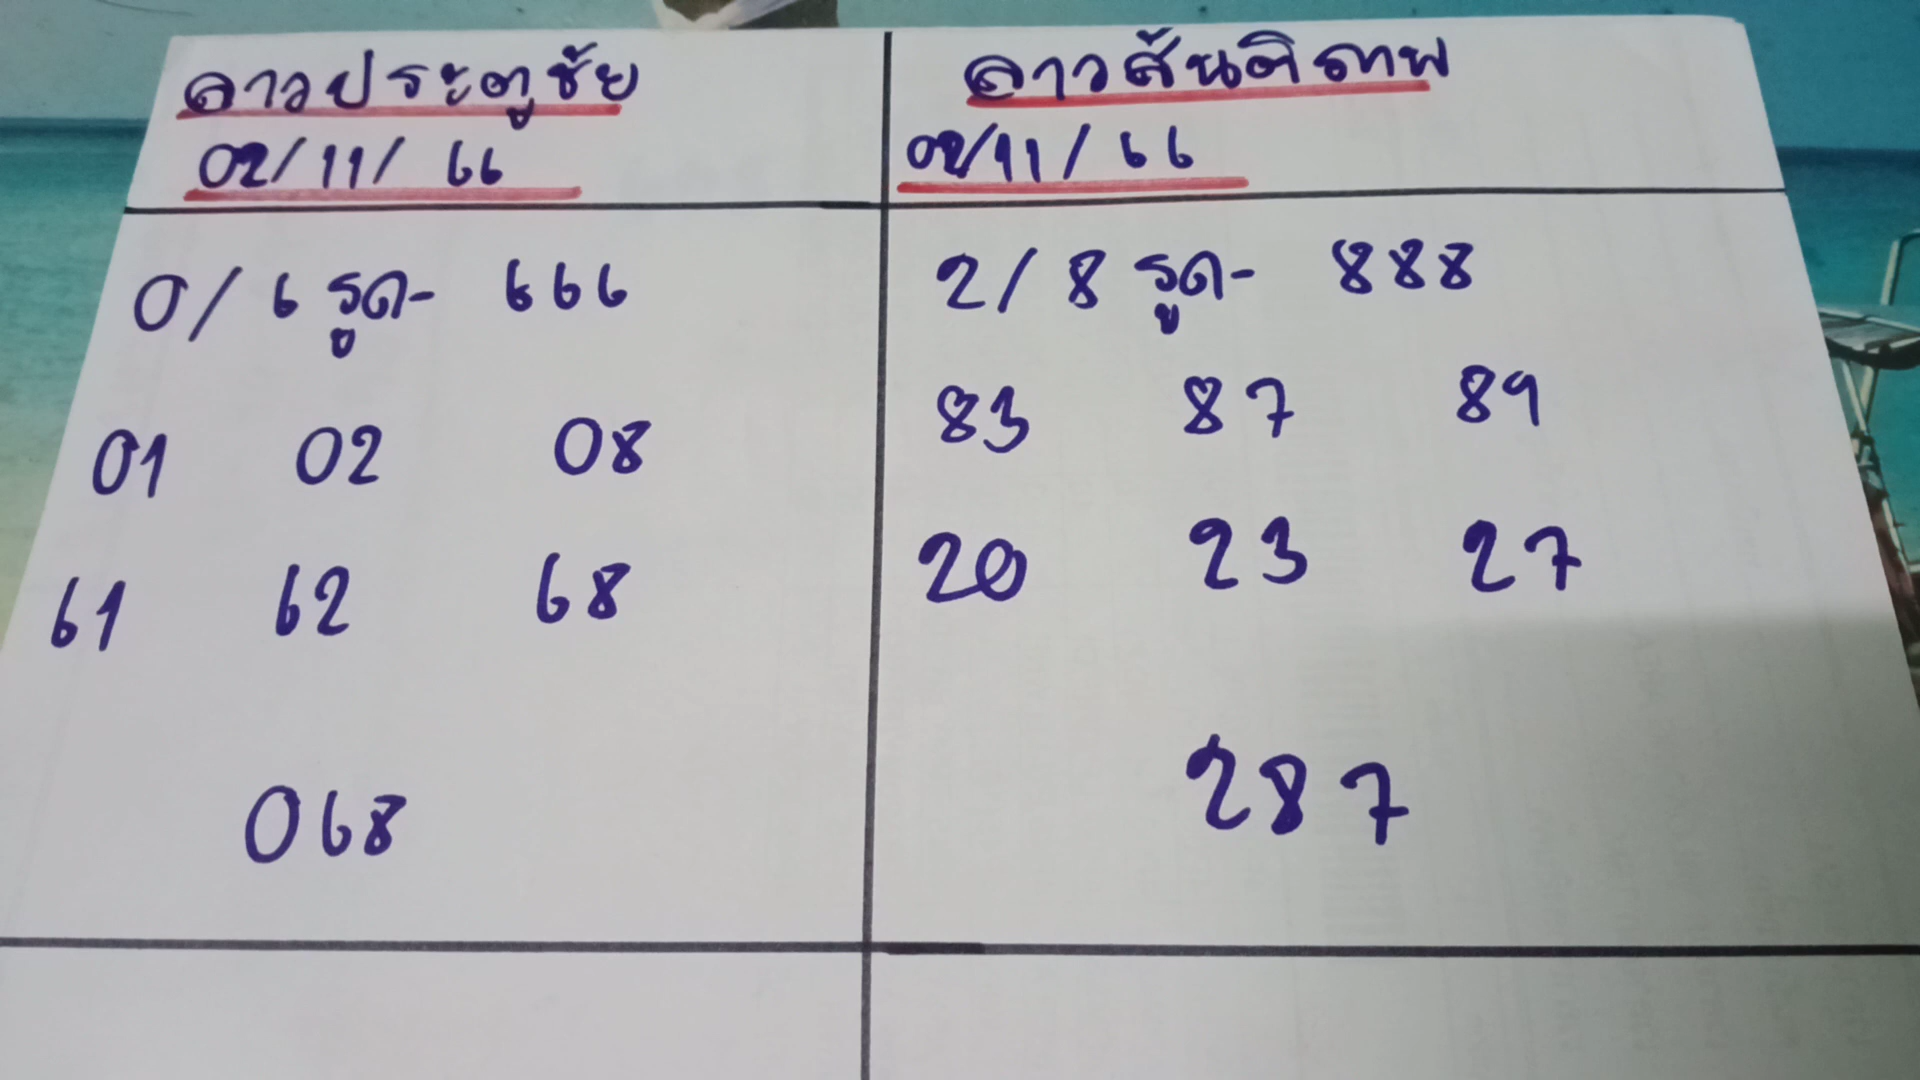 ลาวประตูชัย
02/11/66
0/6 รูด- 666
01 02 08
61 62 68
068
ลาวสันติภาพ
02/11/66
2/8 รูด- 888
83 87 89
20 23 27
287